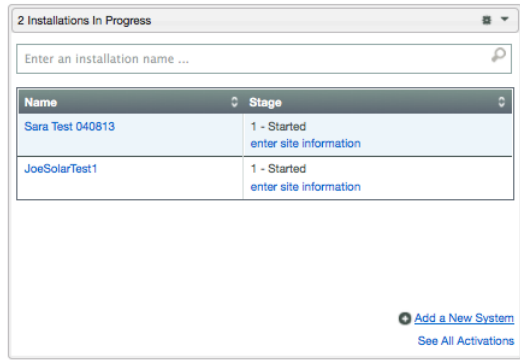 2 Installations In Progress
Enter an installation name ...
Name Stage
Sara Test 040813 1 - Started
enter site information
JoeSolarTest1 1 - Started
enter site information
Add a New System
See All Activations